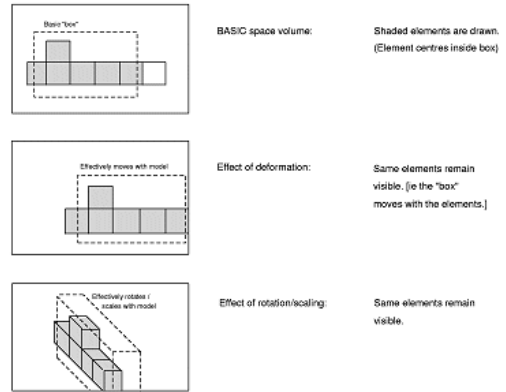 Basic "box"
BASIC space volume:
Shaded elements are drawn.
(Element centres inside box)
Effectively moves with model
Effect of deformation:
Same elements remain
visible. [ie the "box"
moves with the elements.]
Effectively rotates /
scales with model
Effect of rotation/scaling:
Same elements remain
visible.